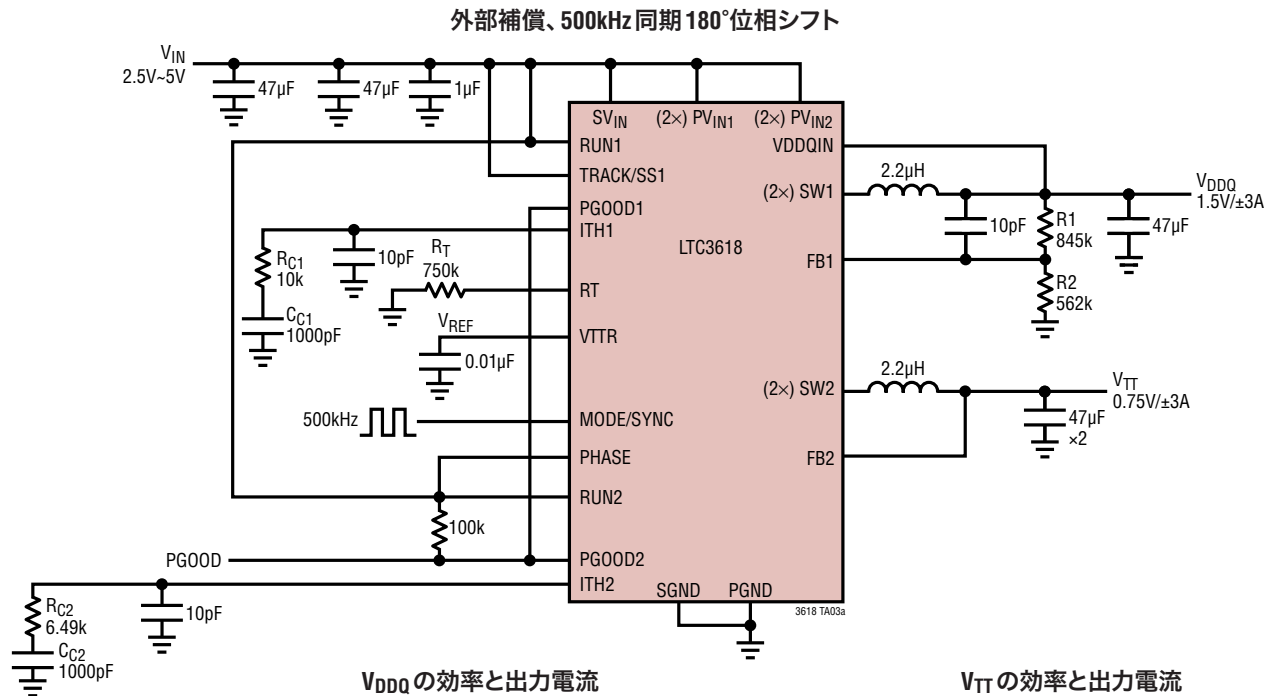 外部補償、500kHz同期180°位相シフト
VIN
2.5V~5V
47µF
47µF
1µF
SVIN
(2×) PVIN1
(2×) PVIN2
RUN1
VDDQIN
TRACK/SS1
2.2µH
(2×) SW1
VDDQ
1.5V/±3A
PGOOD1
ITH1
10pF
R1
845k
47µF
RC1
10k
10pF
RT
750k
LTC3618
FB1
RT
R2
562k
CC1
1000pF
VREF
VTTR
0.01µF
2.2µH
(2×) SW2
VTT
0.75V/±3A
500kHz
MODE/SYNC
47µF
×2
PHASE
FB2
RUN2
100k
PGOOD
PGOOD2
ITH2
SGND
PGND
3618 TA03a
RC2
6.49k
10pF
CC2
1000pF
VDDQの効率と出力電流
VTTの効率と出力電流